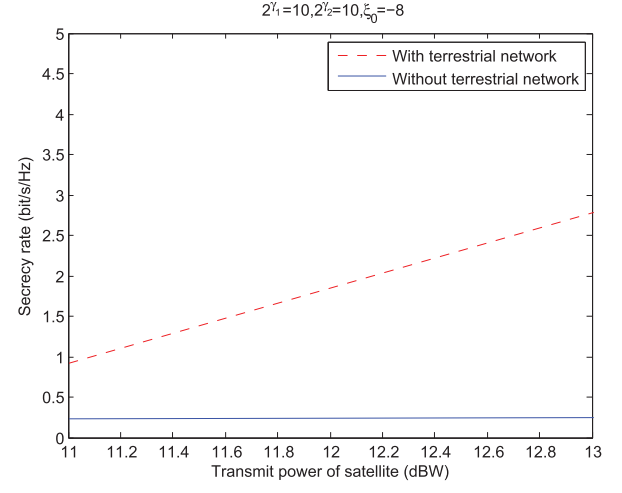 2^γ₁=10,2^γ₂=10,ξ₀=−8
5
With terrestrial network
Without terrestrial network
4.5
4
3.5
3
2.5
2
1.5
1
0.5
0
Secrecy rate (bit/s/Hz)
11 11.2 11.4 11.6 11.8 12 12.2 12.4 12.6 12.8 13
Transmit power of satellite (dBW)